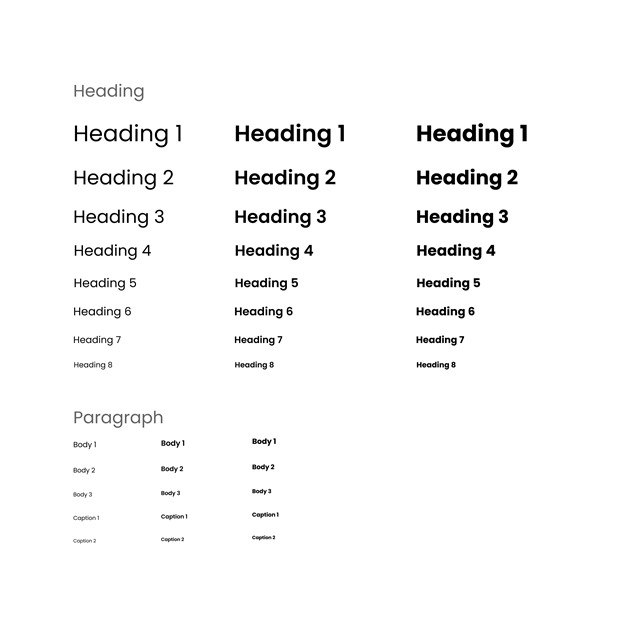 Heading
Heading 1 Heading 1 Heading 1
Heading 2 Heading 2 Heading 2
Heading 3 Heading 3 Heading 3
Heading 4 Heading 4 Heading 4
Heading 5 Heading 5 Heading 5
Heading 6 Heading 6 Heading 6
Heading 7 Heading 7 Heading 7
Heading 8 Heading 8 Heading 8
Paragraph
Body 1 Body 1 Body 1
Body 2 Body 2 Body 2
Body 3 Body 3 Body 3
Caption 1 Caption 1 Caption 1
Caption 2 Caption 2 Caption 2